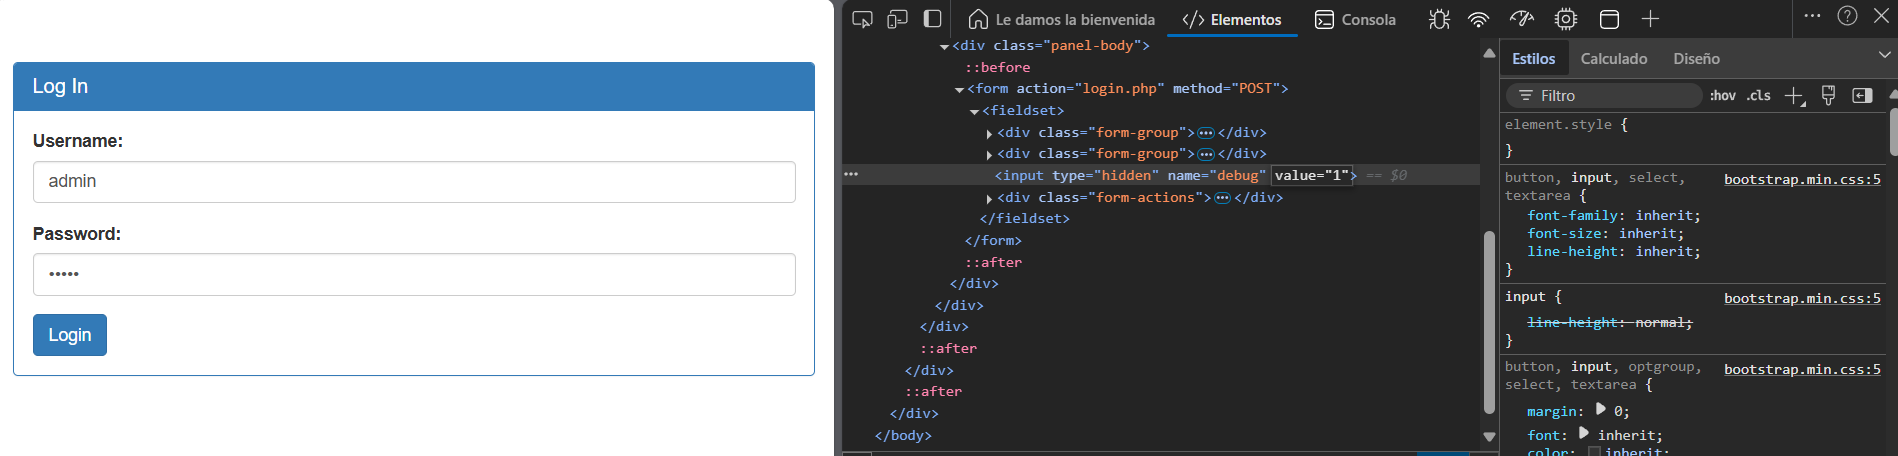 Log In
Username:
admin
Password:
•••••
Login
Le damos la bienvenida
Elementos
Consola
<div class="panel-body">
::before
<form action="login.php" method="POST">
<fieldset>
<div class="form-group">•••</div>
<div class="form-group">•••</div>
<input type="hidden" name="debug" value="1"> == $0
<div class="form-actions">•••</div>
</fieldset>
</form>
::after
</div>
</div>
</div>
::after
</div>
::after
</div>
</body>
Estilos Calculado Diseño
Filtro :hov .cls
element.style {
}
button, input, select, bootstrap.min.css:5
textarea {
font-family: inherit;
font-size: inherit;
line-height: inherit;
}
input { bootstrap.min.css:5
line-height: normal;
}
button, input, optgroup, bootstrap.min.css:5
select, textarea {
margin: 0;
font: inherit;
color: inherit;